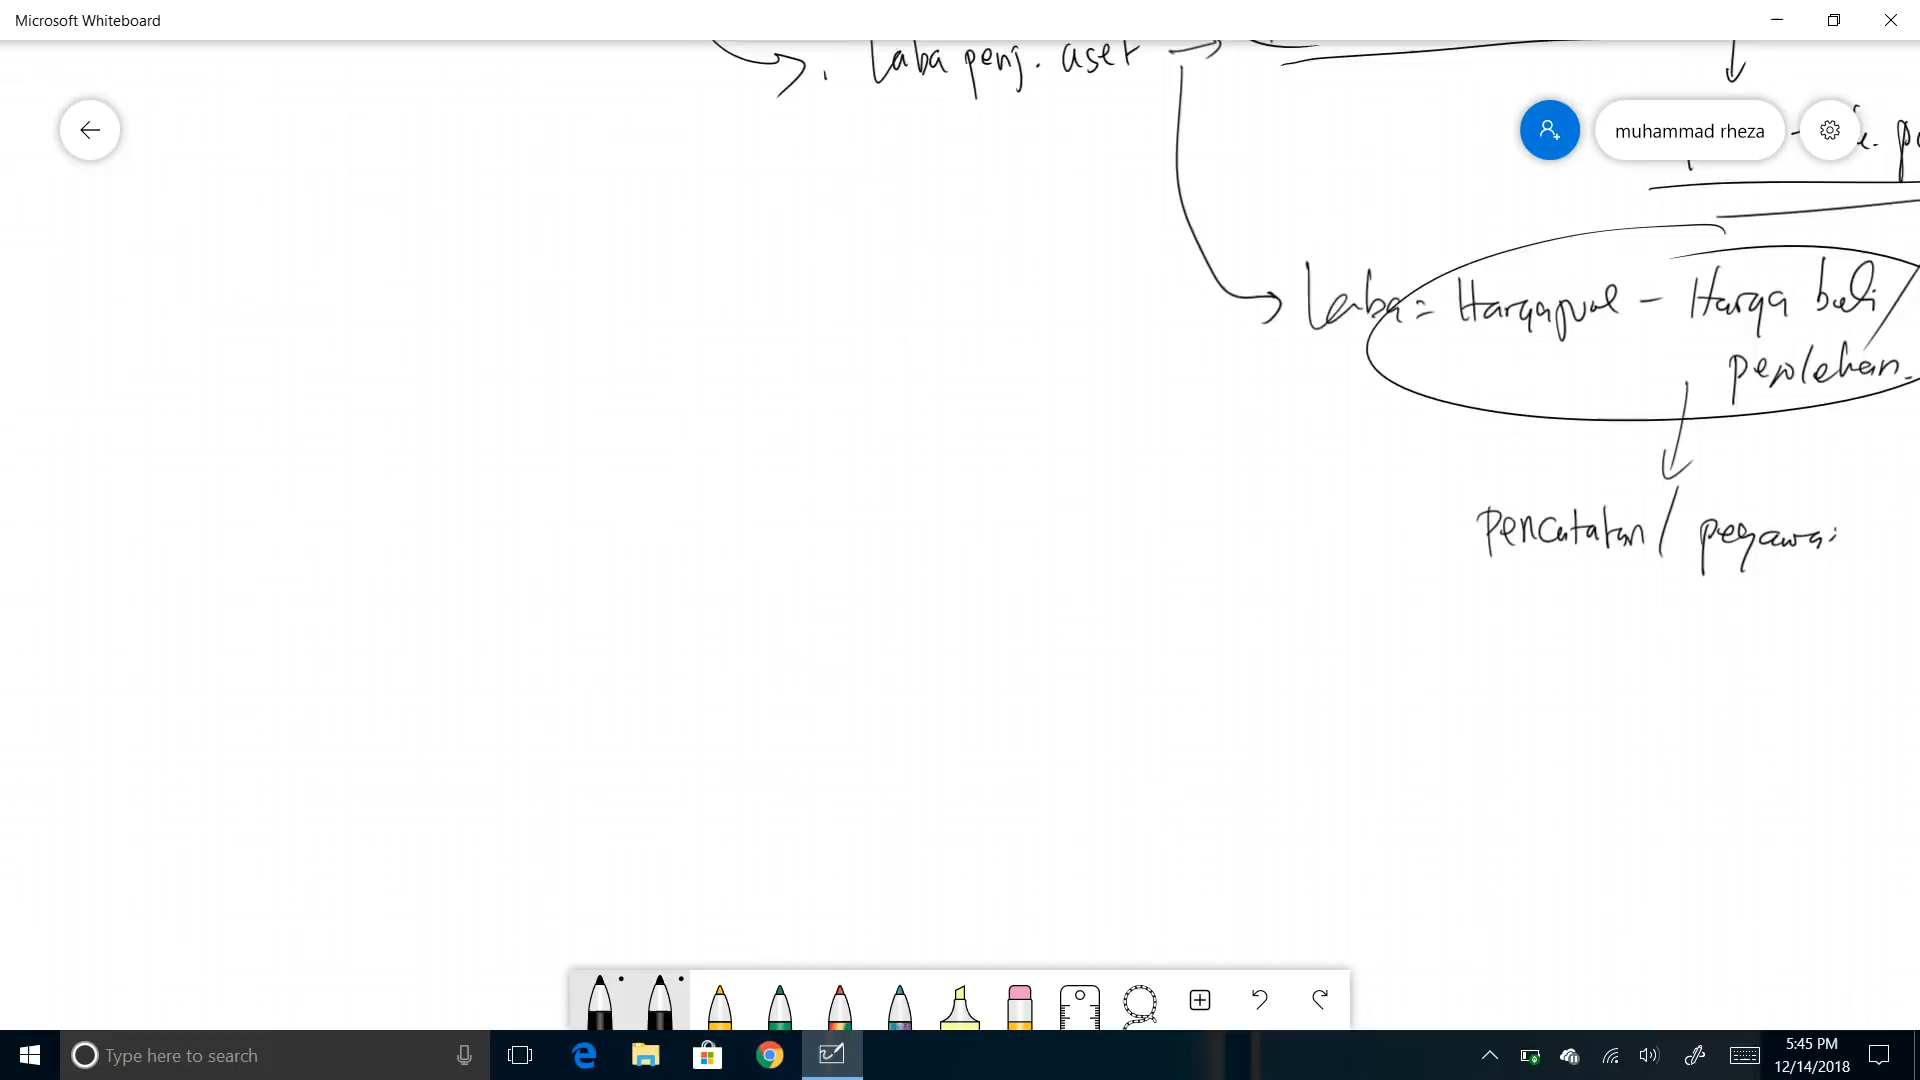 Microsoft Whiteboard
Laba penj. aset
muhammad rheza
Laba = Harga jual - Harga beli/
perolehan.
Pencatatan/ pegawai
Type here to search
5:45 PM
12/14/2018